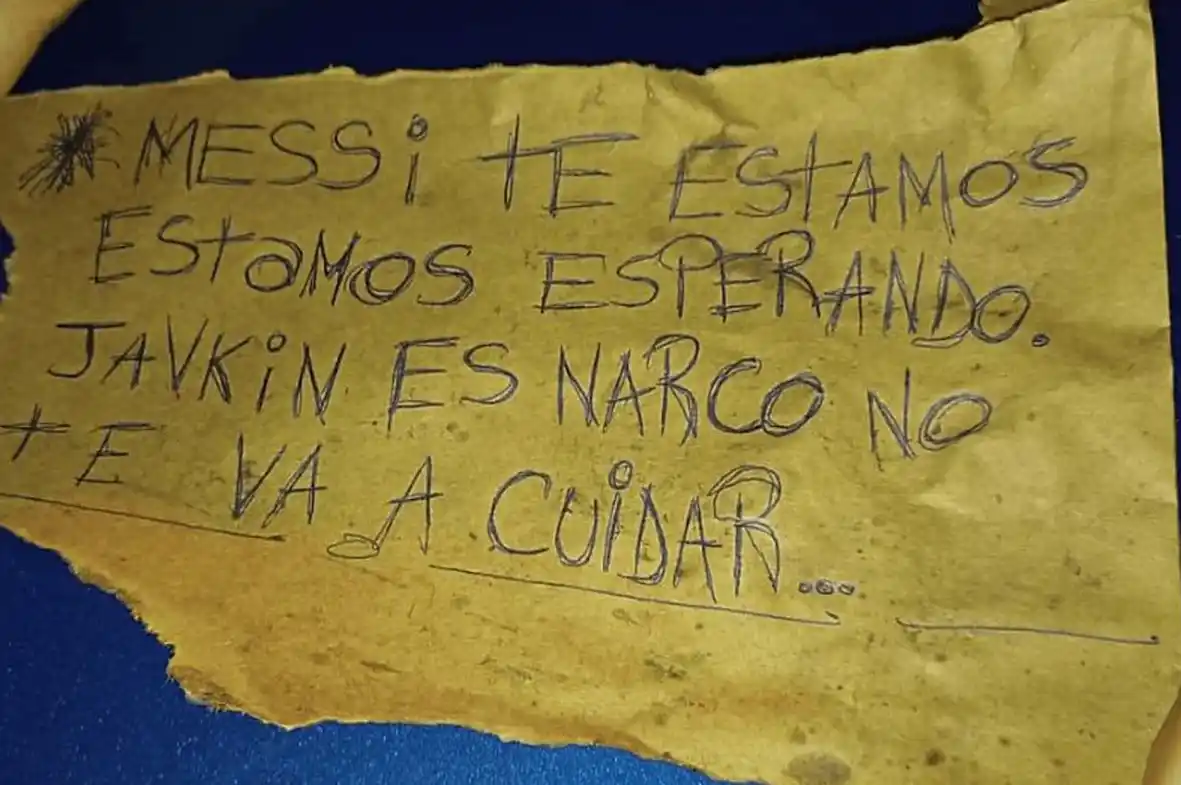 MESSi tE EStAMOS
EStaMOS ESPERANDO.
JAVKiN ES NARCO NO
tE VA A CUiDAR...